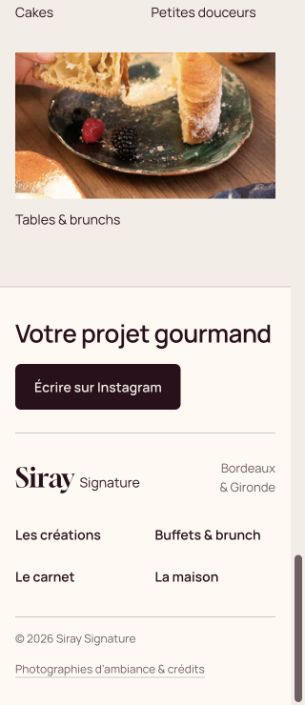 Cakes
Petites douceurs
Tables & brunchs
Votre projet gourmand
Écrire sur Instagram
Siray Signature
Bordeaux
& Gironde
Les créations
Buffets & brunch
Le carnet
La maison
© 2026 Siray Signature
Photographies d'ambiance & crédits